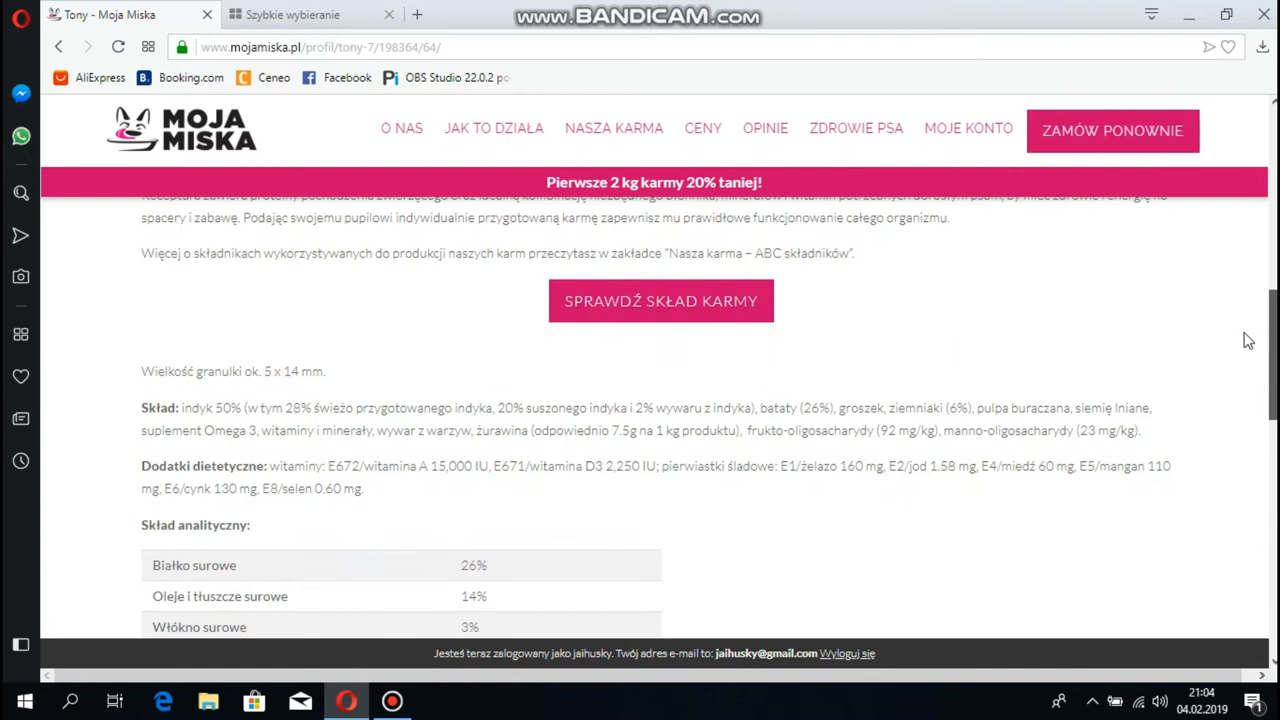 Tony - Moja Miska
Szybkie wybieranie
www.BANDICAM.com
www.mojamiska.pl/profil/tony-7/198364/64/
AliExpress
Booking.com
Ceneo
Facebook
OBS Studio 22.0.2 po
MOJA
MISKA
O NAS
JAK TO DZIAŁA
NASZA KARMA
CENY
OPINIE
ZDROWIE PSA
MOJE KONTO
ZAMÓW PONOWNIE
Pierwsze 2 kg karmy 20% taniej!
spacery i zabawę. Podając swojemu pupilowi indywidualnie przygotowaną karmę zapewnisz mu prawidłowe funkcjonowanie całego organizmu.
Więcej o składnikach wykorzystywanych do produkcji naszych karm przeczytasz w zakładce "Nasza karma – ABC składników".
SPRAWDŹ SKŁAD KARMY
Wielkość granulki ok. 5 x 14 mm.
Skład: indyk 50% (w tym 28% świeżo przygotowanego indyka, 20% suszonego indyka i 2% wywaru z indyka), bataty (26%), groszek, ziemniaki (6%), pulpa buraczana, siemię lniane,
suplement Omega 3, witaminy i minerały, wywar z warzyw, żurawina (odpowiednio 7.5g na 1 kg produktu), frukto-oligosacharydy (92 mg/kg), manno-oligosacharydy (23 mg/kg).
Dodatki dietetyczne: witaminy: E672/witamina A 15,000 IU, E671/witamina D3 2,250 IU; pierwiastki śladowe: E1/żelazo 160 mg, E2/jod 1.58 mg, E4/miedź 60 mg, E5/mangan 110
mg, E6/cynk 130 mg, E8/selen 0.60 mg.
Skład analityczny:
Białko surowe 26%
Oleje i tłuszcze surowe 14%
Włókno surowe 3%
Jesteś teraz zalogowany jako jaihusky. Twój adres e-mail to: jaihusky@gmail.com Wyloguj się
21:04
04.02.2019
1